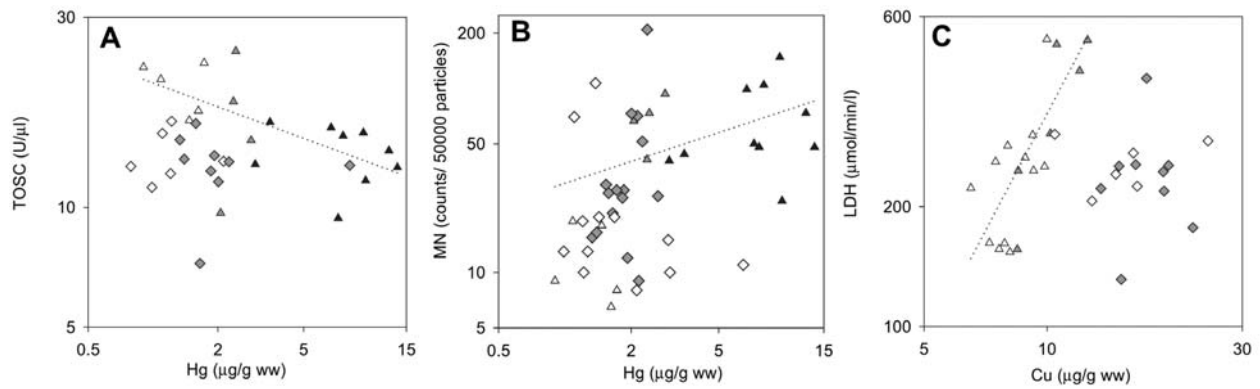 A
30
10
5
TOSC (U/µl)
0.5
2
5
15
Hg (µg/g ww)
B
200
50
10
5
MN (counts/ 50000 particles)
0.5
2
5
15
Hg (µg/g ww)
C
600
200
100
LDH (µmol/min/l)
5
10
30
Cu (µg/g ww)